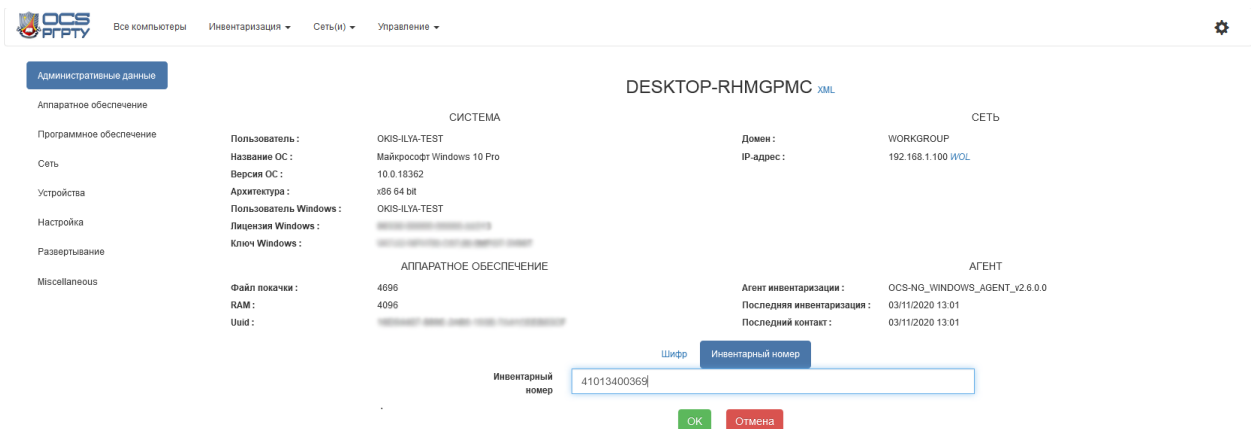 OCS РГРТУ
Все компьютеры Инвентаризация Сеть(и) Управление
Административные данные
Аппаратное обеспечение
Программное обеспечение
Сеть
Устройства
Настройка
Развертывание
Miscellaneous
DESKTOP-RHMGPMC XML
СИСТЕМА
Пользователь : OKIS-ILYA-TEST
Название ОС : Майкрософт Windows 10 Pro
Версия ОС : 10.0.18362
Архитектура : x86 64 bit
Пользователь Windows : OKIS-ILYA-TEST
Лицензия Windows :
Ключ Windows :
СЕТЬ
Домен : WORKGROUP
IP-адрес : 192.168.1.100 WOL
АППАРАТНОЕ ОБЕСПЕЧЕНИЕ
Файл покачки : 4696
RAM : 4096
Uuid :
АГЕНТ
Агент инвентаризации : OCS-NG_WINDOWS_AGENT_v2.6.0.0
Последняя инвентаризация : 03/11/2020 13:01
Последний контакт : 03/11/2020 13:01
Шифр Инвентарный номер
Инвентарный
номер
41013400369
OK Отмена